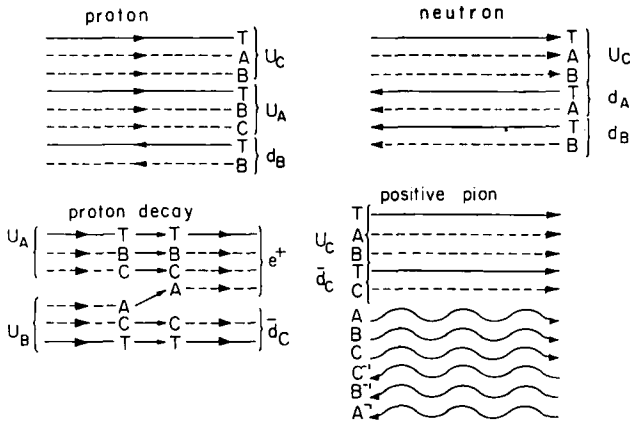 proton
T
A U_C
B
T
B U_A
C
T d_B
B
neutron
T
A U_C
B
T d_A
A
T d_B
B
proton decay
U_A T T
B B e⁺
C C
A
A
U_B C C d̄_C
T T
positive pion
T
U_C A
B
d̄_C T
C
A
B
C
C⁻¹
B⁻¹
A⁻¹